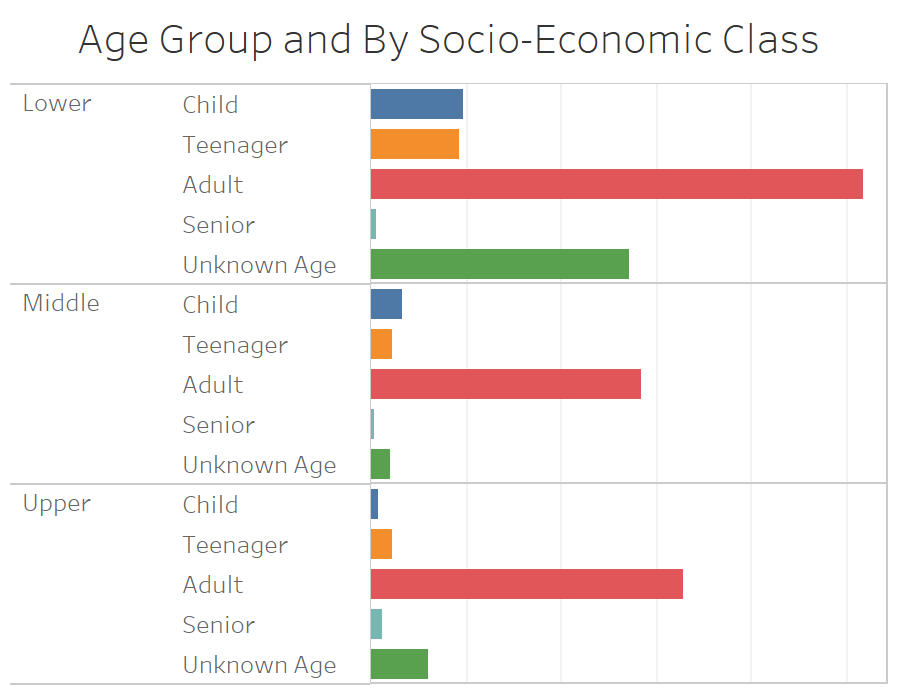 Age Group and By Socio-Economic Class
Lower Child
Teenager
Adult
Senior
Unknown Age
Middle Child
Teenager
Adult
Senior
Unknown Age
Upper Child
Teenager
Adult
Senior
Unknown Age